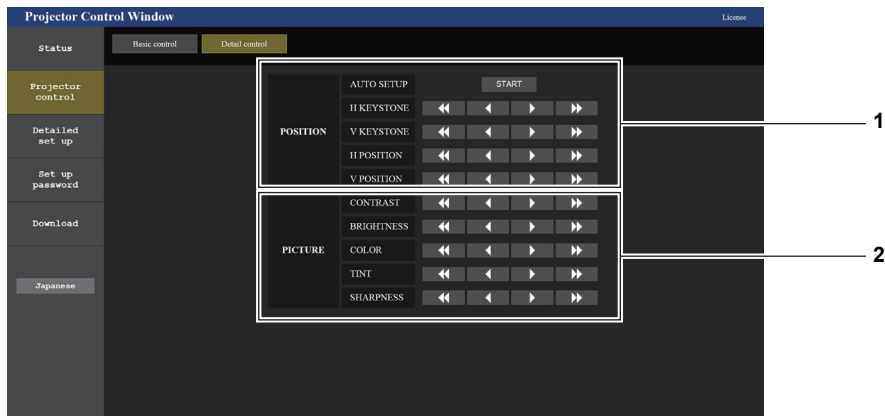 Projector Control Window
License
Status
Basic control
Detail control
Projector
control
Detailed
set up
Set up
password
Download
Japanese
POSITION
AUTO SETUP
START
H KEYSTONE
V KEYSTONE
H POSITION
V POSITION
PICTURE
CONTRAST
BRIGHTNESS
COLOR
TINT
SHARPNESS
1
2